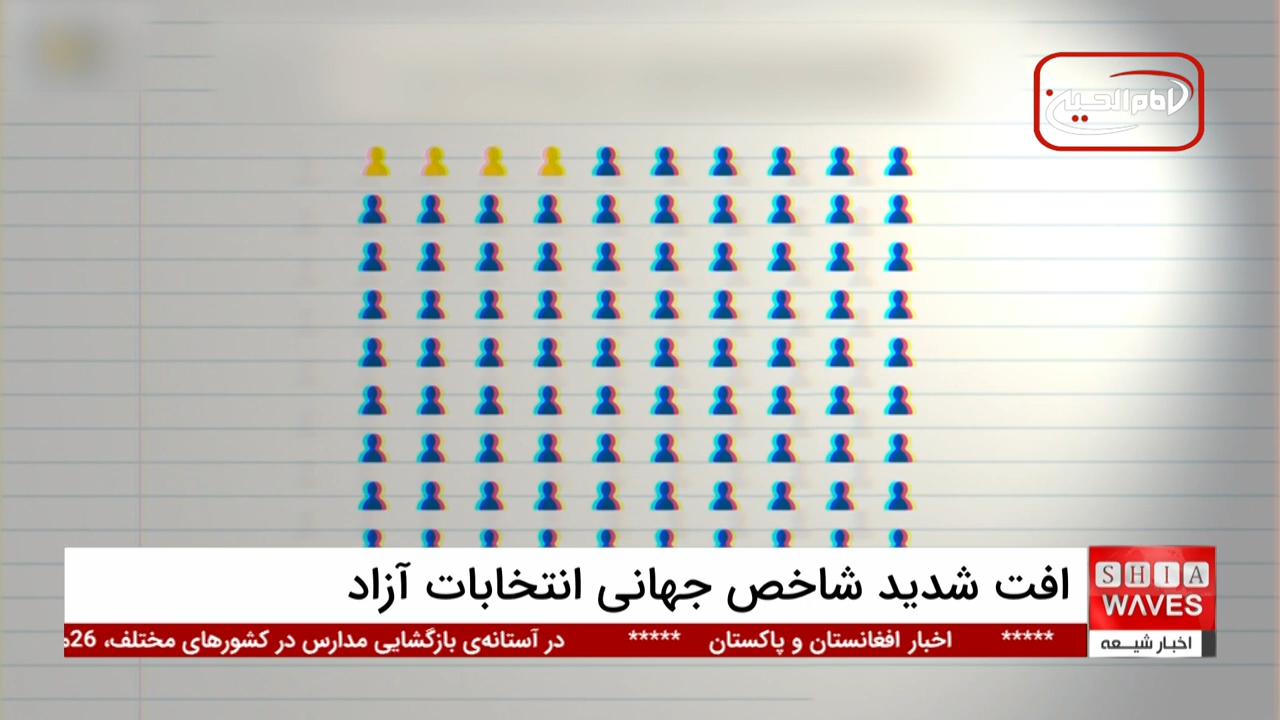 امام الحسین
افت شدید شاخص جهانی انتخابات آزاد
SHIA
WAVES
اخبار شیعه
***** اخبار افغانستان و پاکستان ***** در آستانه‌ی بازگشایی مدارس در کشورهای مختلف، 26م